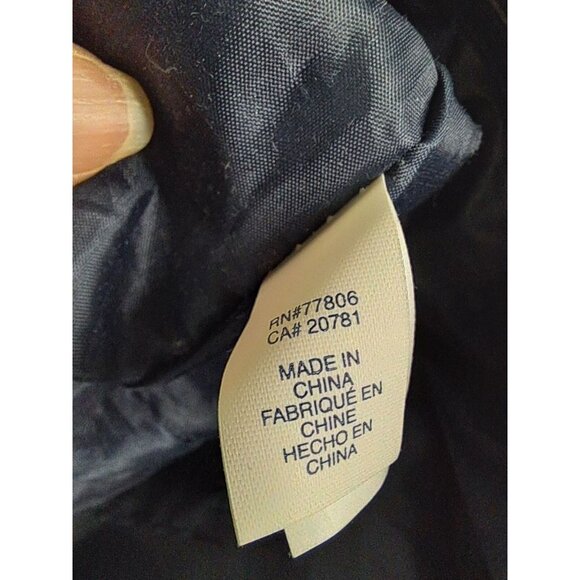 RN#77806
CA# 20781
MADE IN
CHINA
FABRIQUÉ EN
CHINE
HECHO EN
CHINA